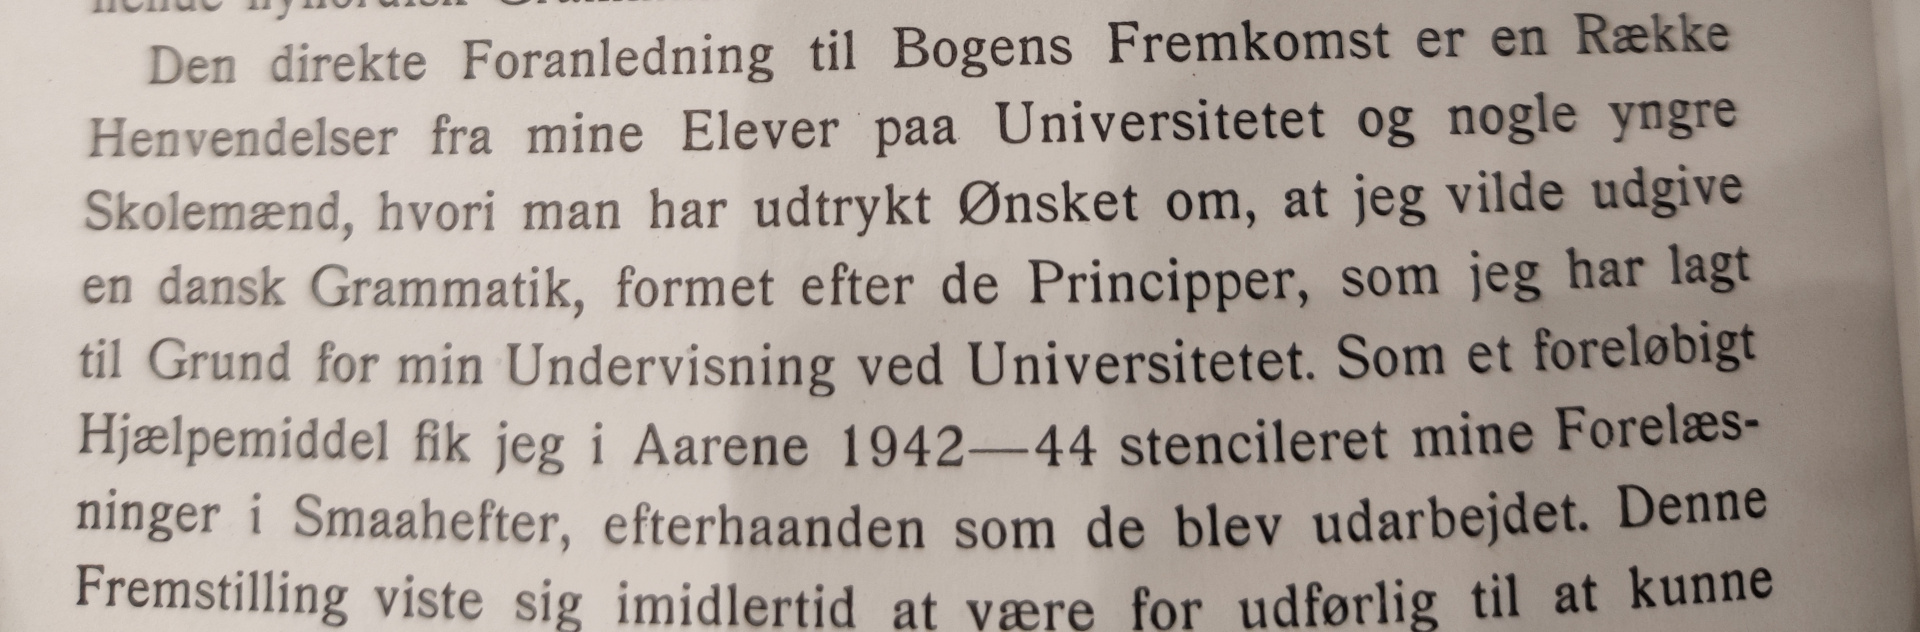 Den direkte Foranledning til Bogens Fremkomst er en Række
Henvendelser fra mine Elever paa Universitetet og nogle yngre
Skolemænd, hvori man har udtrykt Ønsket om, at jeg vilde udgive
en dansk Grammatik, formet efter de Principper, som jeg har lagt
til Grund for min Undervisning ved Universitetet. Som et foreløbigt
Hjælpemiddel fik jeg i Aarene 1942—44 stencileret mine Forelæs-
ninger i Smaahefter, efterhaanden som de blev udarbejdet. Denne
Fremstilling viste sig imidlertid at være for udførlig til at kunne